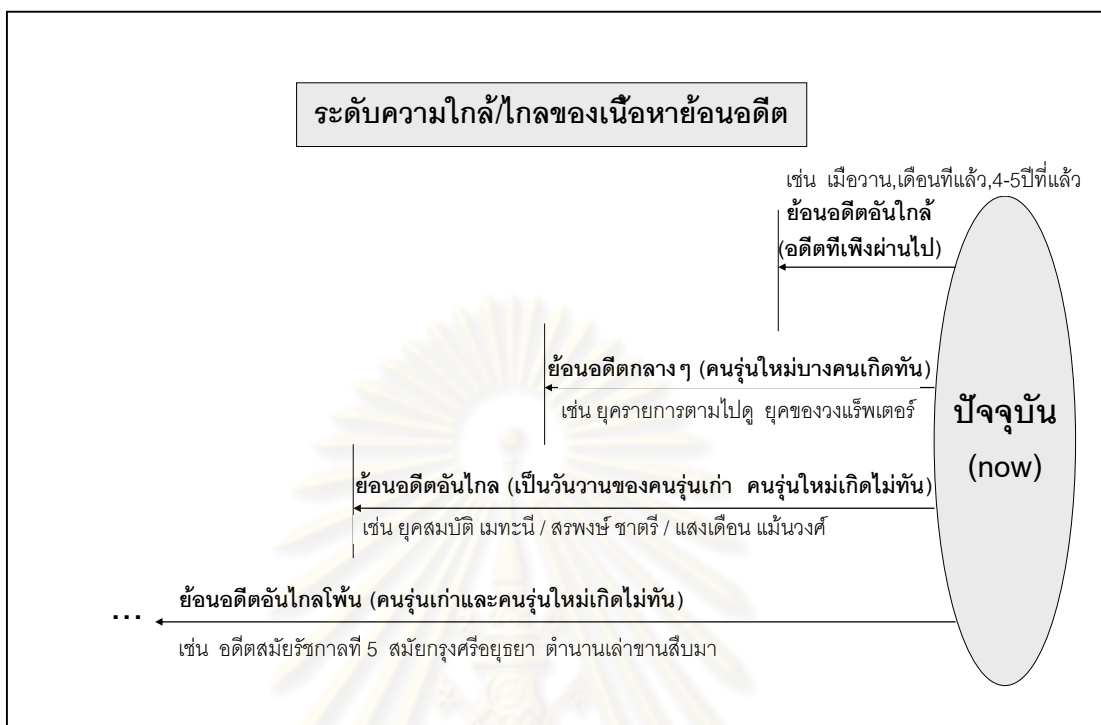 ระดับความใกล้/ไกลของเนื้อหาย้อนอดีต
เช่น เมื่อวาน,เดือนที่แล้ว,4-5ปีที่แล้ว
ย้อนอดีตอันใกล้
(อดีตที่เพิ่งผ่านไป)
ย้อนอดีตกลางๆ (คนรุ่นใหม่บางคนเกิดทัน)
เช่น ยุครายการตามไปดู ยุคของวงแร็พเตอร์
ปัจจุบัน
(now)
ย้อนอดีตอันไกล (เป็นวันวานของคนรุ่นเก่า คนรุ่นใหม่เกิดไม่ทัน)
เช่น ยุคสมบัติ เมทะนี / สรพงษ์ ชาตรี / แสงเดือน แม้นวงศ์
ย้อนอดีตอันไกลโพ้น (คนรุ่นเก่าและคนรุ่นใหม่เกิดไม่ทัน)
...
เช่น อดีตสมัยรัชกาลที่ 5 สมัยกรุงศรีอยุธยา ตำนานเล่าขานสืบมา